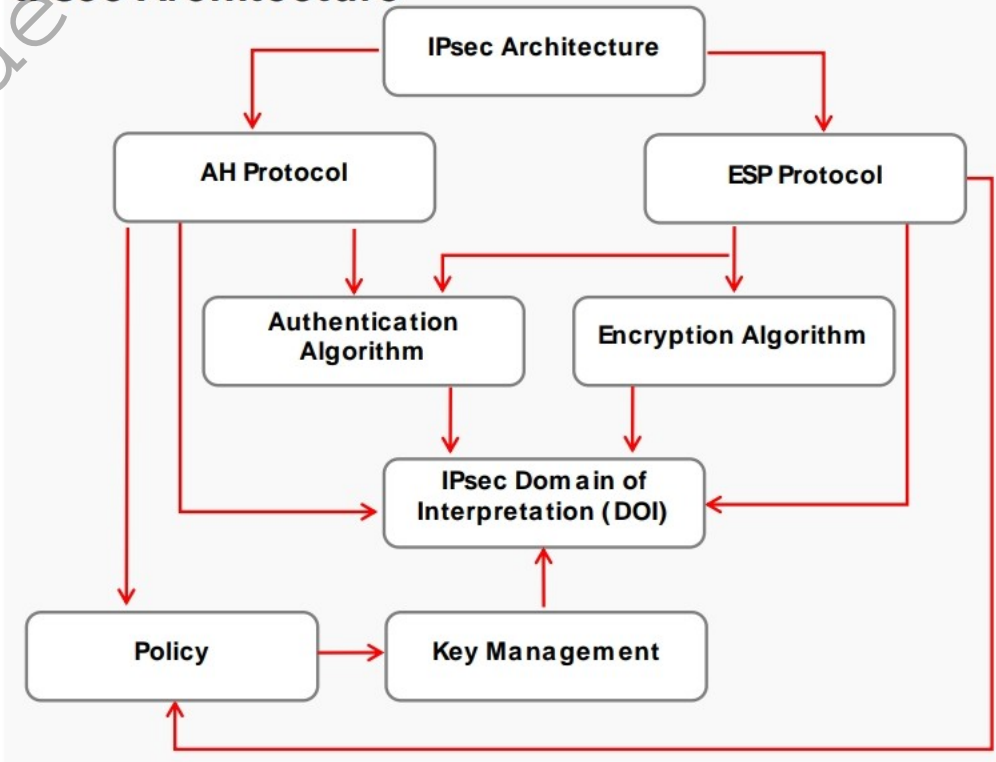 IPsec Architecture
AH Protocol
ESP Protocol
Authentication
Algorithm
Encryption Algorithm
IPsec Domain of
Interpretation (DOI)
Policy
Key Management